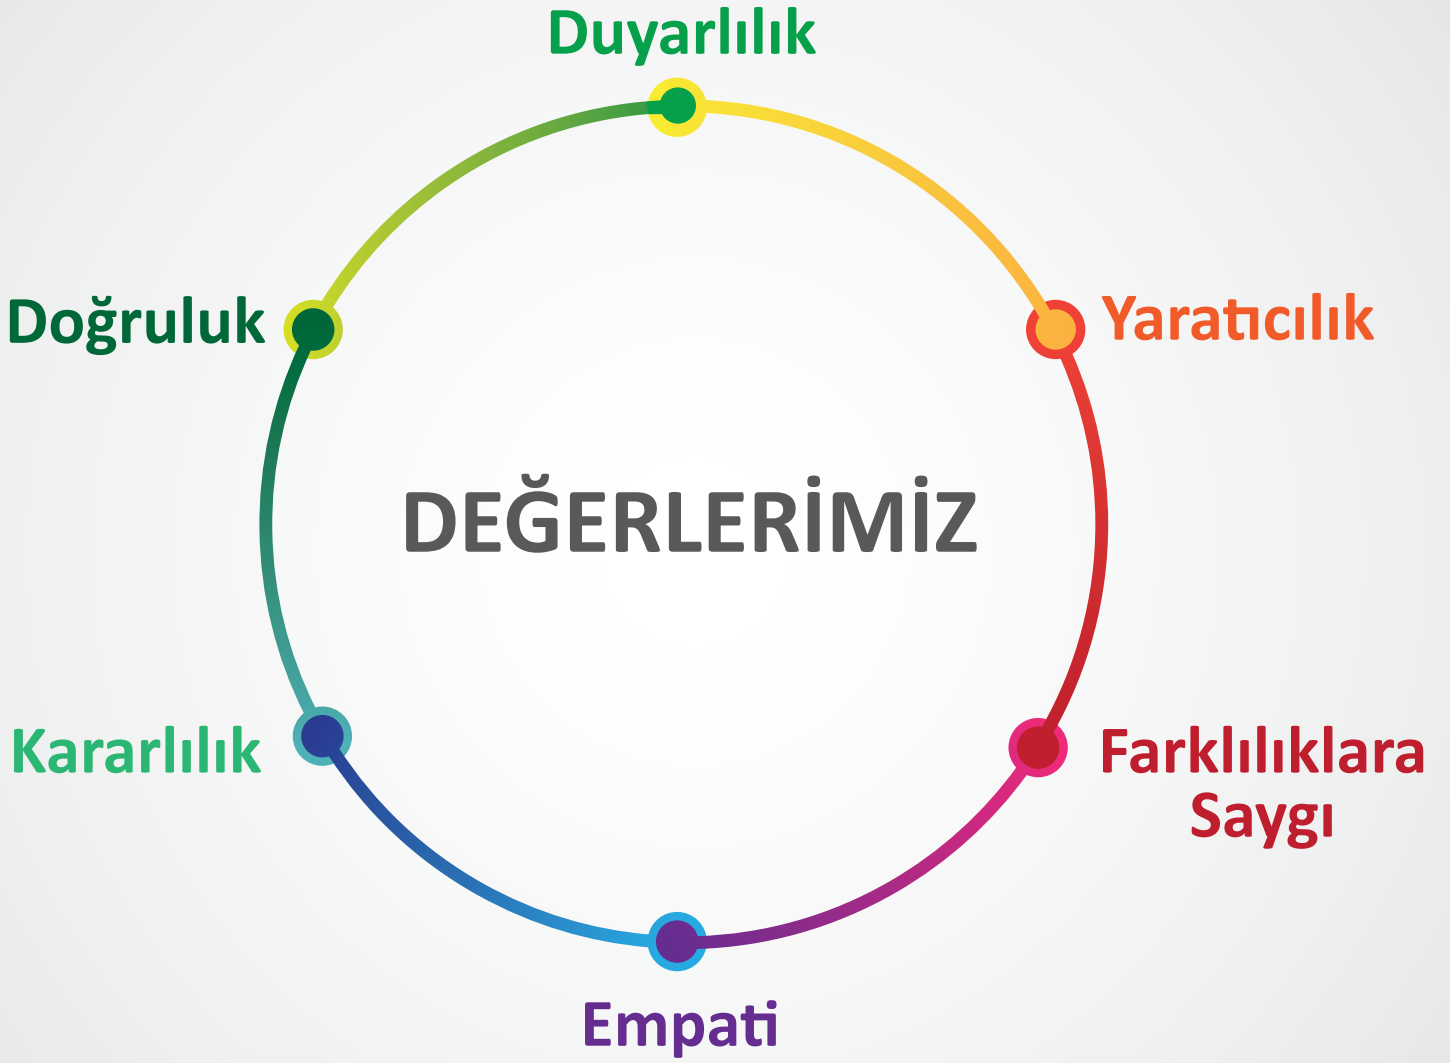 Duyarlılık
Doğruluk
Yaratıcılık
DEĞERLERİMİZ
Kararlılık
Farklılıklara
Saygı
Empati